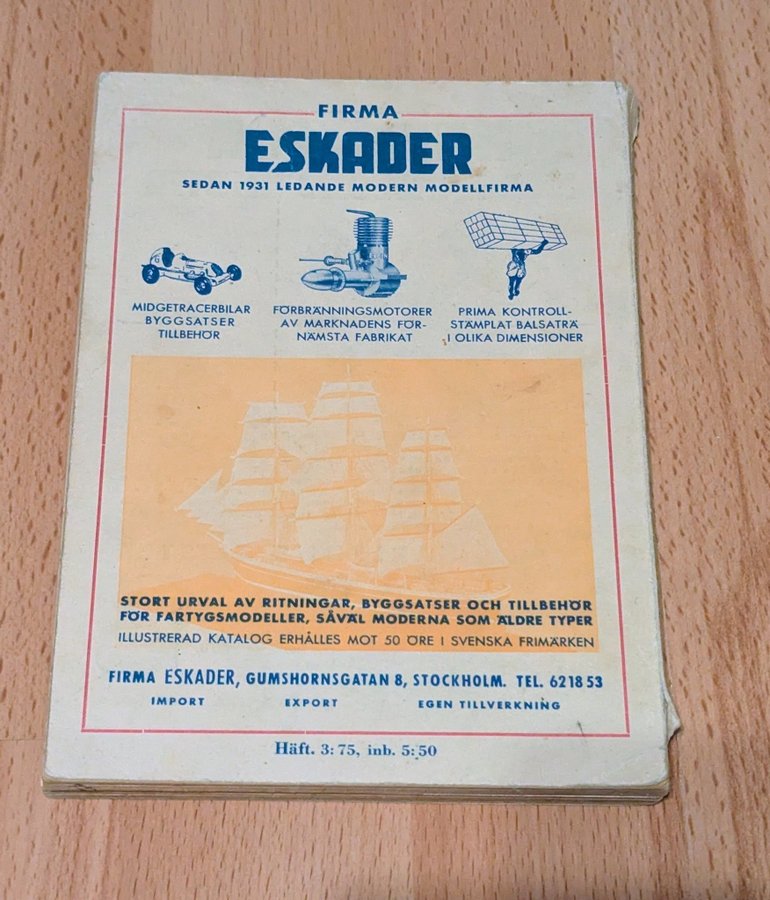 FIRMA
ESKADER
SEDAN 1931 LEDANDE MODERN MODELLFIRMA
MIDGETRACERBILAR
BYGGSATSER
TILLBEHÖR
FÖRBRÄNNINGSMOTORER
AV MARKNADENS FÖR-
NÄMSTA FABRIKAT
PRIMA KONTROLL-
STÄMPLAT BALSATRÄ
I OLIKA DIMENSIONER
STORT URVAL AV RITNINGAR, BYGGSATSER OCH TILLBEHÖR
FÖR FARTYGSMODELLER, SÅVÄL MODERNA SOM ÄLDRE TYPER
ILLUSTRERAD KATALOG ERHÅLLES MOT 50 ÖRE I SVENSKA FRIMÄRKEN
FIRMA ESKADER, GUMSHORNSGATAN 8, STOCKHOLM. TEL. 621853
IMPORT EXPORT EGEN TILLVERKNING
Häft. 3:75, inb. 5:50